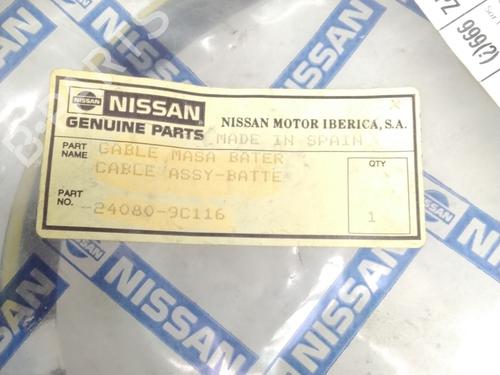 NISSAN
GENUINE PARTS
NISSAN MOTOR IBERICA, S.A.
MADE IN SPAIN
PART NAME
CABLE MASA BATER
CABLE ASSY-BATTE
QTY
PART NO.
-24080-9C116
1
999(?)
NISSAN
NISSAN
NISSAN
NISSAN